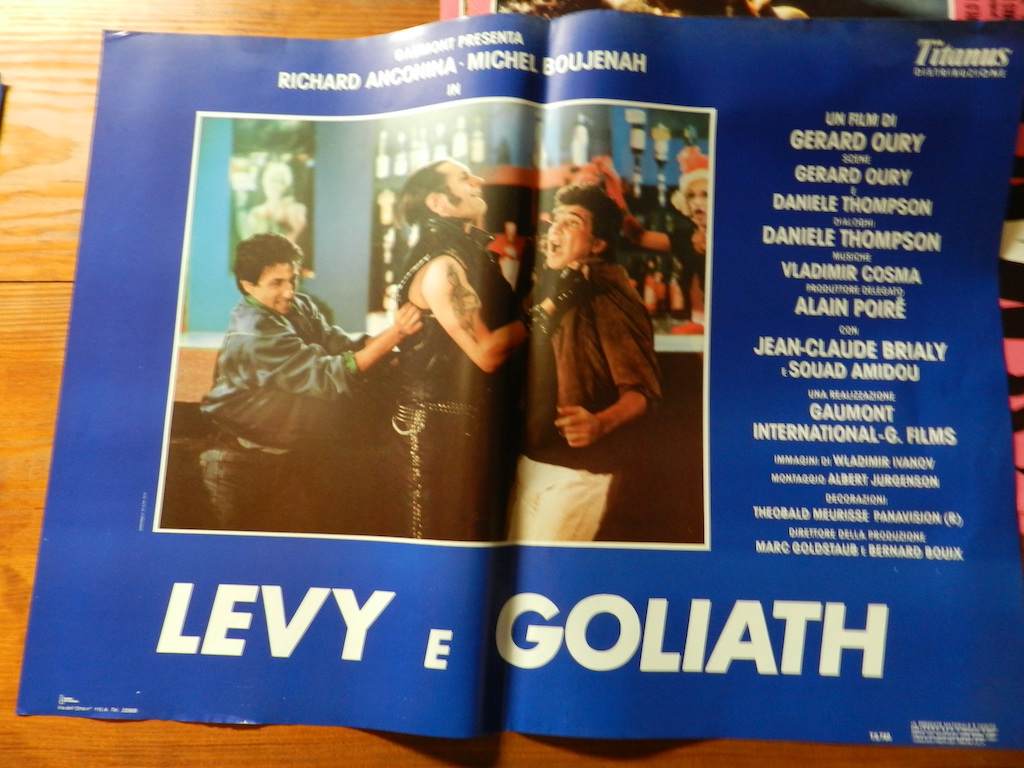 GAUMONT PRESENTA
RICHARD ANCONINA · MICHEL BOUJENAH
IN
Titanus
DISTRIBUZIONE
UN FILM DI
GERARD OURY
SCENE
GERARD OURY
E
DANIELE THOMPSON
DIALOGHI
DANIELE THOMPSON
MUSICHE
VLADIMIR COSMA
PRODUTTORE DELEGATO
ALAIN POIRÈ
CON
JEAN-CLAUDE BRIALY
E SOUAD AMIDOU
UNA REALIZZAZIONE
GAUMONT
INTERNATIONAL-G. FILMS
IMMAGINI DI WLADIMIR IVANOV
MONTAGGIO ALBERT JURGENSON
DECORAZIONI
THEOBALD MEURISSE PANAVISION (R)
DIRETTORE DELLA PRODUZIONE
MARC GOLDSTAUB E BERNARD BOUIX
LEVY E GOLIATH